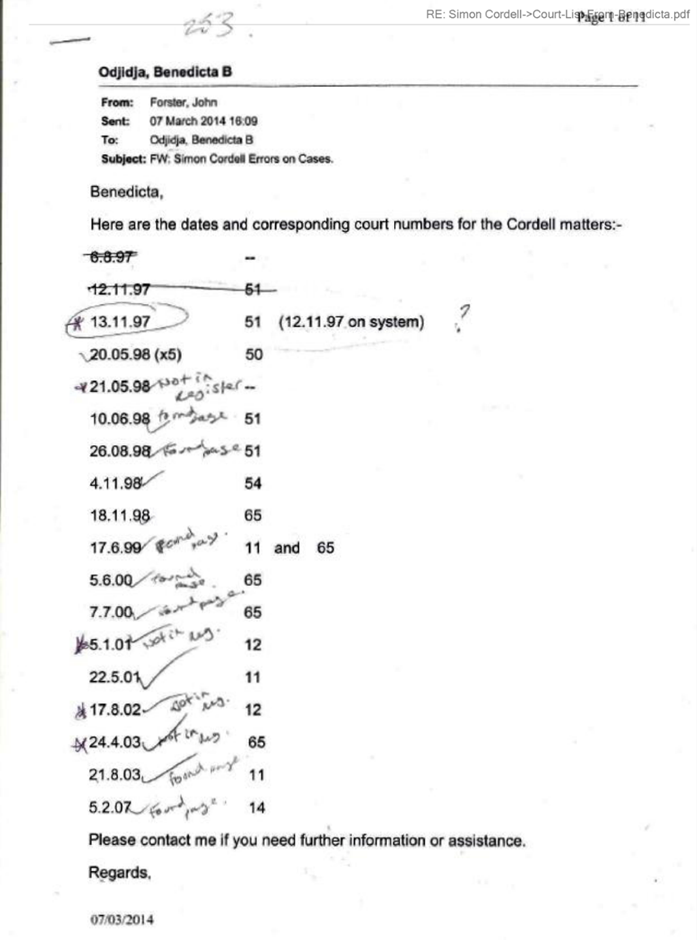 RE: Simon Cordell->Court-List-From-Benedicta.pdf
Page 1 of 11
253
Odjidja, Benedicta B
From: Forster, John
Sent: 07 March 2014 16:09
To: Odjidja, Benedicta B
Subject: FW: Simon Cordell Errors on Cases.
Benedicta,
Here are the dates and corresponding court numbers for the Cordell matters:-
6.8.97 --
12.11.97 51
* 13.11.97 51 (12.11.97 on system) ?
20.05.98 (x5) 50
* 21.05.98 Not in Register --
10.06.98 found page 51
26.08.98 found page 51
4.11.98 54
18.11.98 65
17.6.99 found page. 11 and 65
5.6.00 found page. 65
7.7.00 found page. 65
* 5.1.01 Not in reg. 12
22.5.01 11
* 17.8.02 Not in reg. 12
* 24.4.03 Not in reg. 65
21.8.03 found page 11
5.2.07 found page. 14
Please contact me if you need further information or assistance.
Regards,
07/03/2014